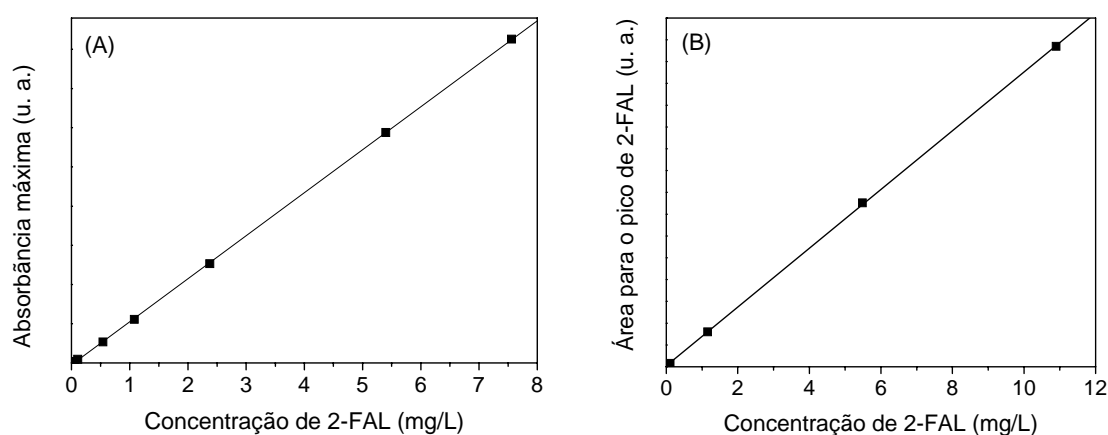 (A)
Absorbância máxima (u. a.)
0 1 2 3 4 5 6 7 8
Concentração de 2-FAL (mg/L)
(B)
Área para o pico de 2-FAL (u. a.)
0 2 4 6 8 10 12
Concentração de 2-FAL (mg/L)